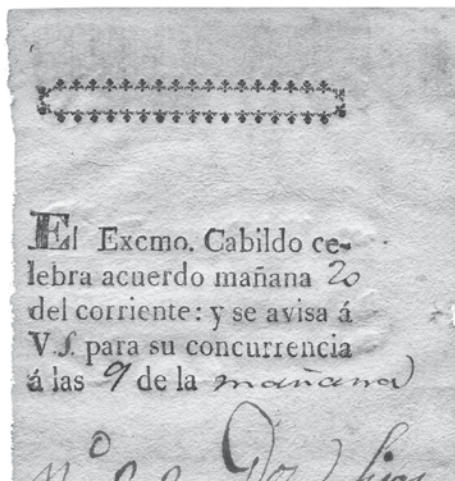 El Excmo. Cabildo ce-
lebra acuerdo mañana 20
del corriente: y se avisa á
V.S. para su concurrencia
á las 9 de la mañana